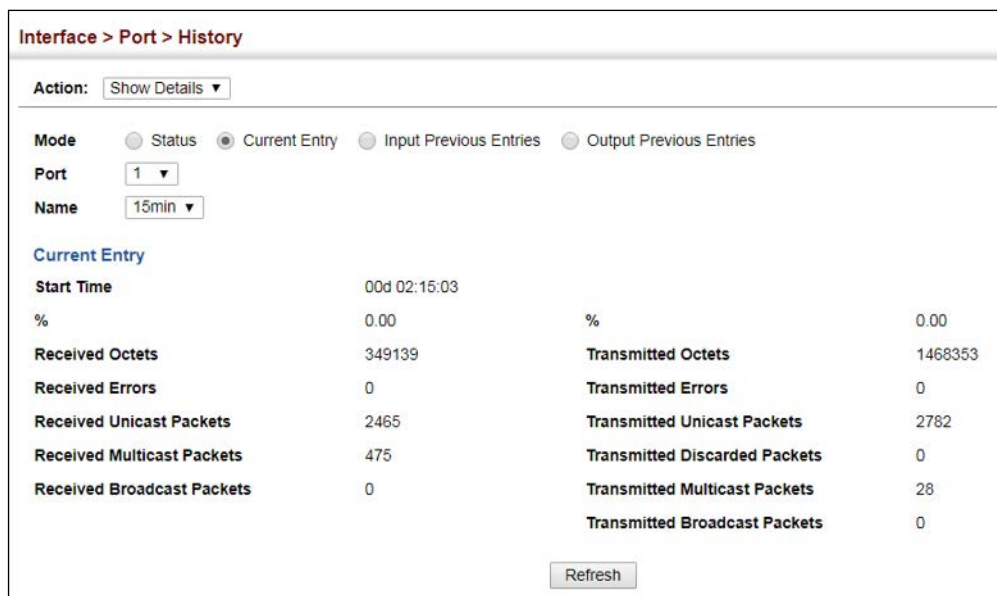 Interface > Port > History
Action: Show Details
Mode Status Current Entry Input Previous Entries Output Previous Entries
Port 1
Name 15min
Current Entry
Start Time 00d 02:15:03
% 0.00 % 0.00
Received Octets 349139 Transmitted Octets 1468353
Received Errors 0 Transmitted Errors 0
Received Unicast Packets 2465 Transmitted Unicast Packets 2782
Received Multicast Packets 475 Transmitted Discarded Packets 0
Received Broadcast Packets 0 Transmitted Multicast Packets 28
Transmitted Broadcast Packets 0
Refresh